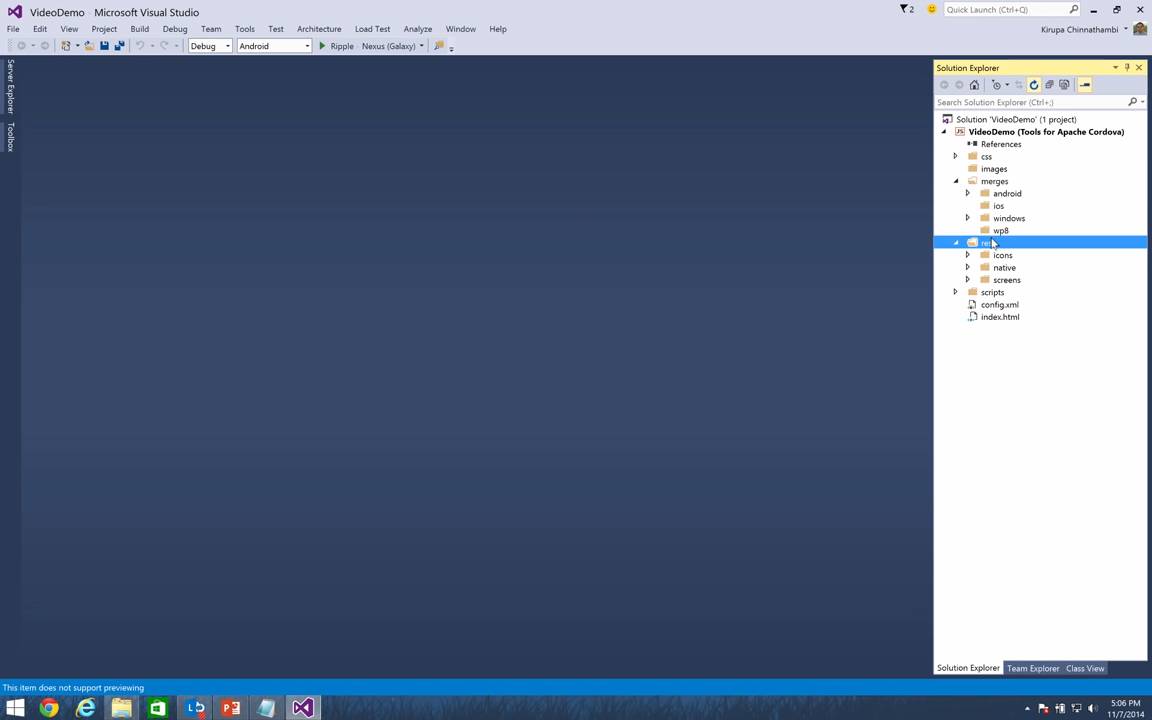 VideoDemo - Microsoft Visual Studio
2
Quick Launch (Ctrl+Q)
File Edit View Project Build Debug Team Tools Test Architecture Load Test Analyze Window Help
Kirupa Chinnathambi
Debug Android Ripple - Nexus (Galaxy)
Server Explorer
Toolbox
Solution Explorer
Search Solution Explorer (Ctrl+;)
Solution 'VideoDemo' (1 project)
VideoDemo (Tools for Apache Cordova)
References
css
images
merges
android
ios
windows
wp8
icons
native
screens
scripts
config.xml
index.html
Solution Explorer Team Explorer Class View
This item does not support previewing
5:06 PM
11/7/2014